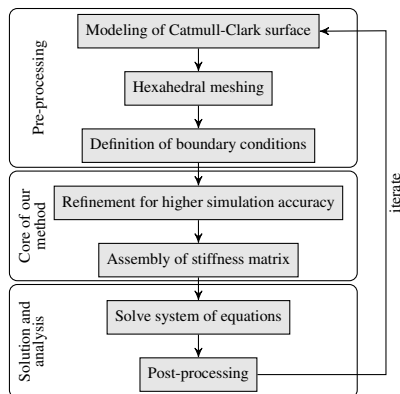 Pre-processing
Modeling of Catmull-Clark surface
Hexahedral meshing
Definition of boundary conditions
Core of our
method
Refinement for higher simulation accuracy
Assembly of stiffness matrix
Solution and
analysis
Solve system of equations
Post-processing
iterate